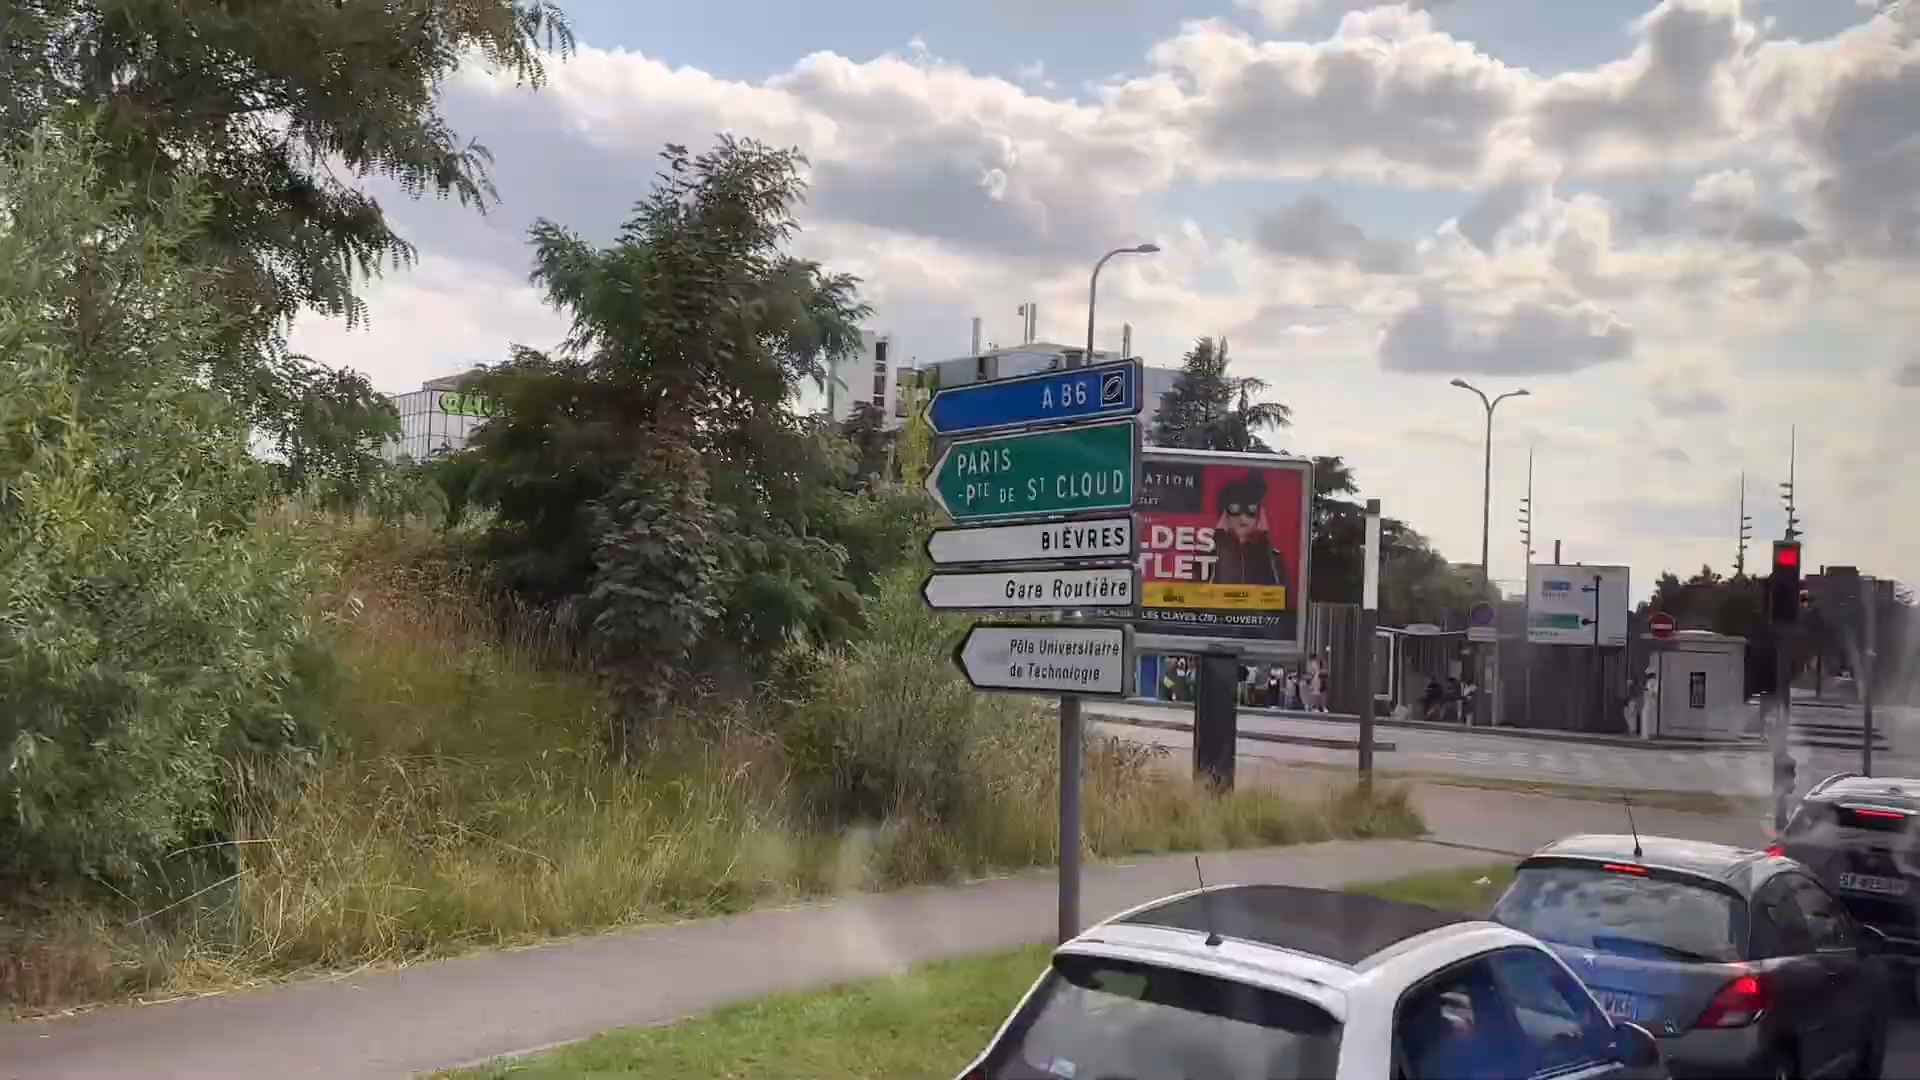 A 86
PARIS
-PTE DE ST CLOUD
BIÈVRES
Gare Routière
Pôle Universitaire
de Technologie
ATION
LDES
TLET
LES CLAYES (78) - OUVERT 7/7